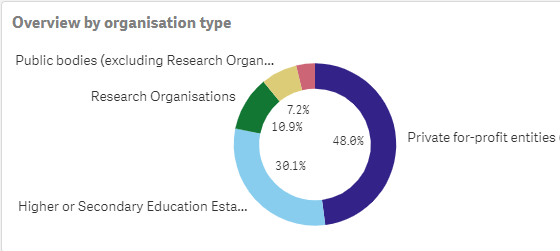 Overview by organisation type
Public bodies (excluding Research Organ...
Research Organisations
Higher or Secondary Education Esta...
Private for-profit entities (
7.2%
10.9%
30.1%
48.0%